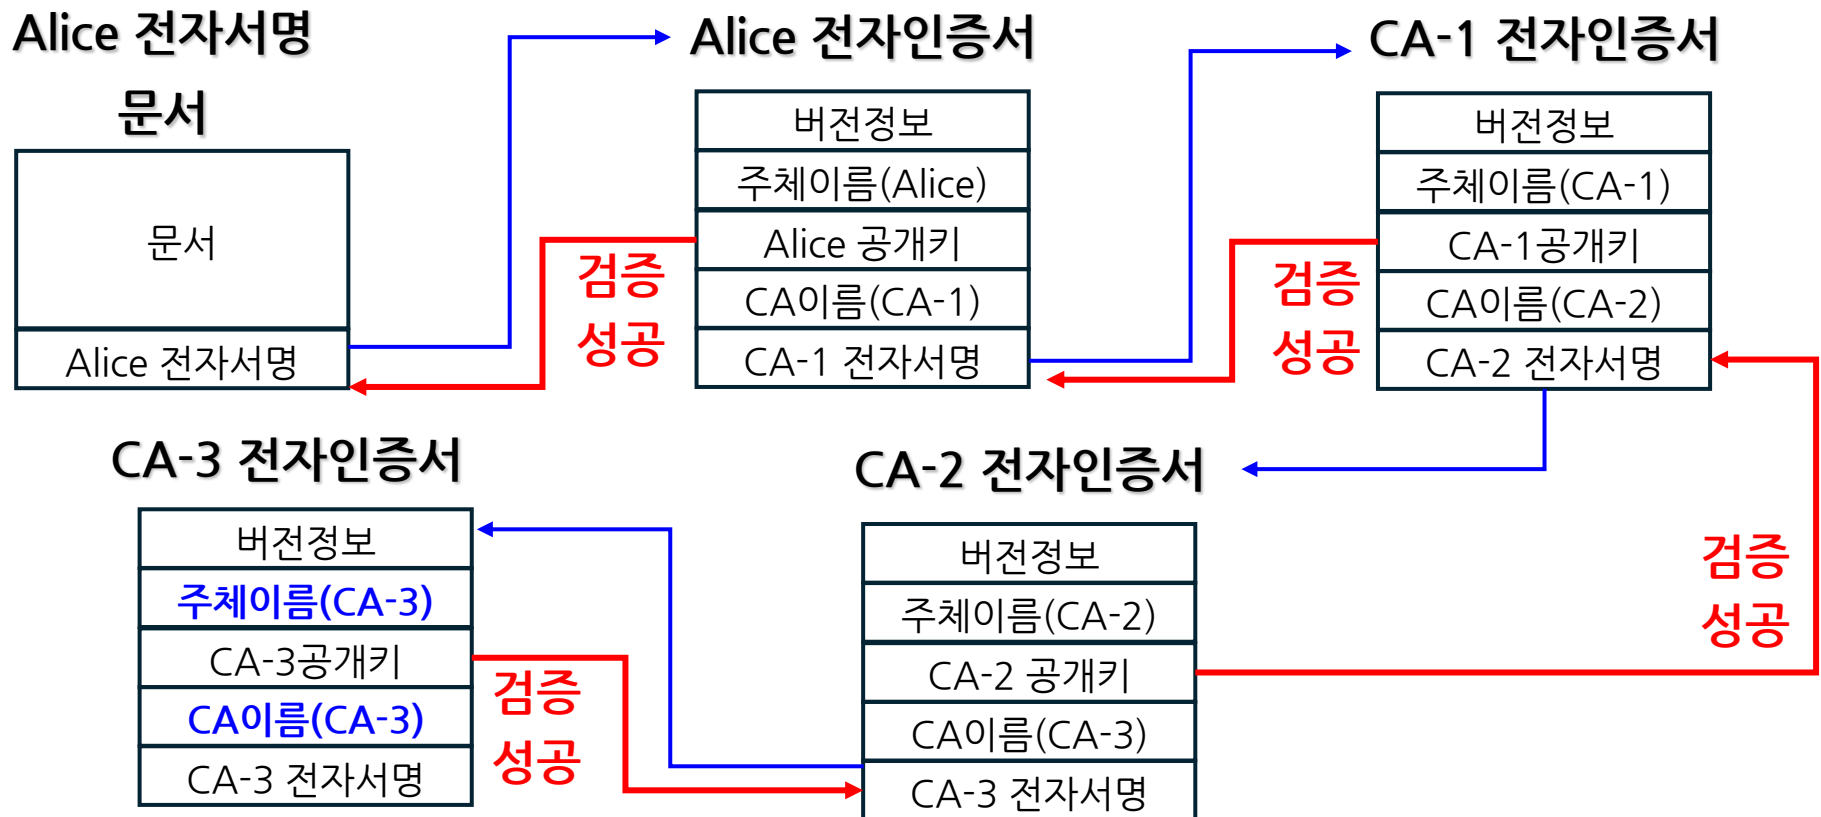 Alice 전자서명
문서
문서
Alice 전자서명
Alice 전자인증서
버전정보
주체이름(Alice)
Alice 공개키
CA이름(CA-1)
CA-1 전자서명
검증
성공
CA-1 전자인증서
버전정보
주체이름(CA-1)
CA-1공개키
CA이름(CA-2)
CA-2 전자서명
검증
성공
CA-3 전자인증서
버전정보
주체이름(CA-3)
CA-3공개키
CA이름(CA-3)
CA-3 전자서명
검증
성공
CA-2 전자인증서
버전정보
주체이름(CA-2)
CA-2 공개키
CA이름(CA-3)
CA-3 전자서명
검증
성공